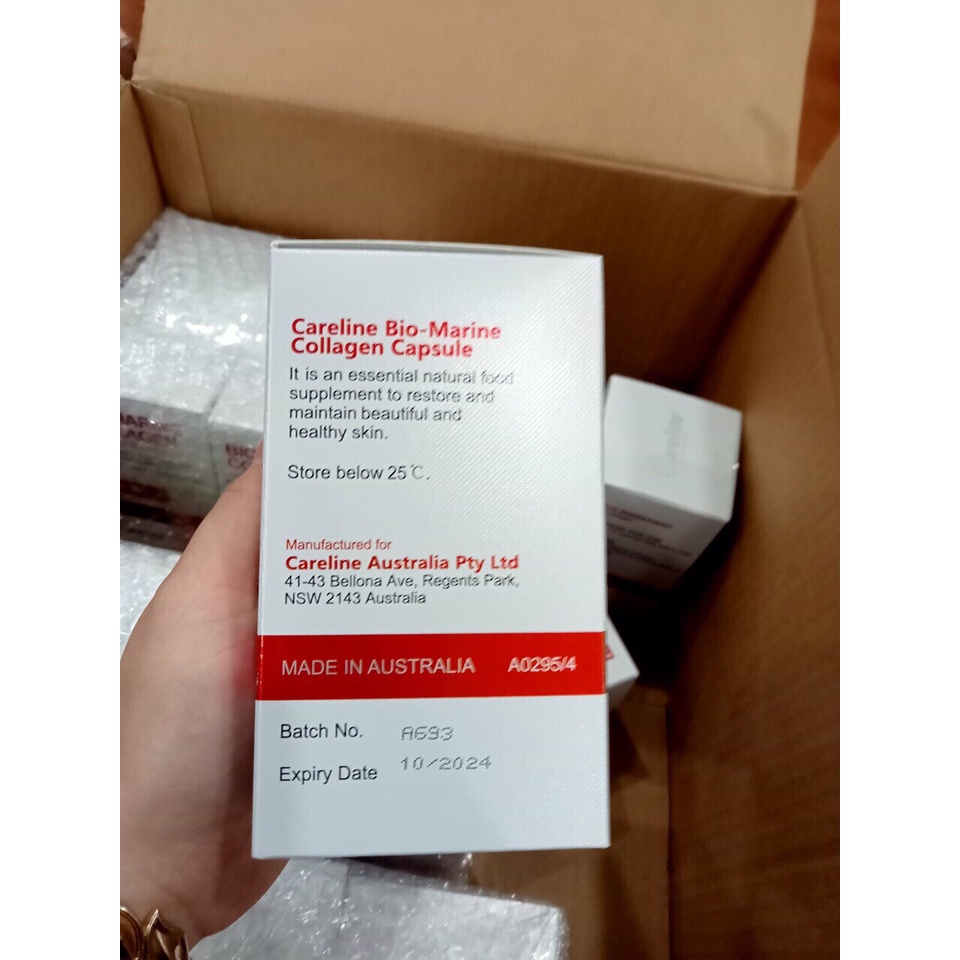 Careline Bio-Marine
Collagen Capsule
It is an essential natural food
supplement to restore and
maintain beautiful and
healthy skin.
Store below 25℃.
Manufactured for
Careline Australia Pty Ltd
41-43 Bellona Ave, Regents Park,
NSW 2143 Australia
MADE IN AUSTRALIA A0295/4
Batch No. A693
Expiry Date 10/2024